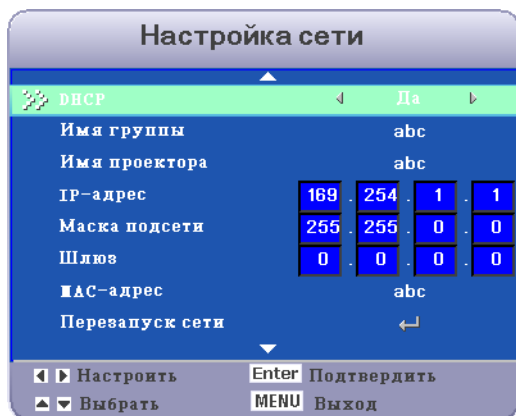 Настройка сети
DHCP Да
Имя группы abc
Имя проектора abc
IP-адрес 169 . 254 . 1 . 1
Маска подсети 255 . 255 . 0 . 0
Шлюз 0 . 0 . 0 . 0
MAC-адрес abc
Перезапуск сети
Настроить Enter Подтвердить
Выбрать MENU Выход